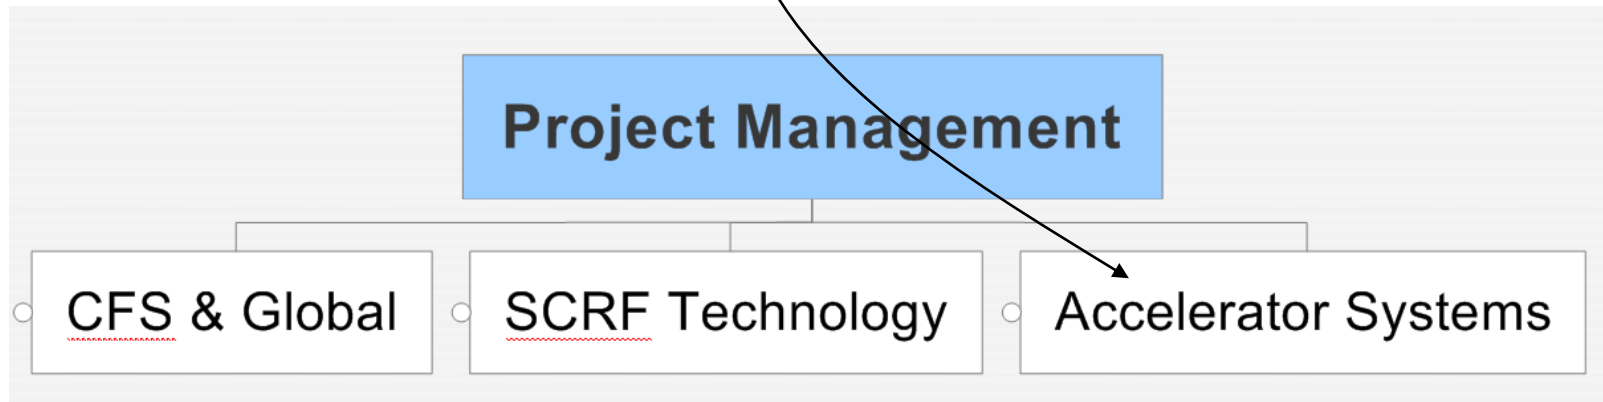 Project Management
CFS & Global
SCRF Technology
Accelerator Systems